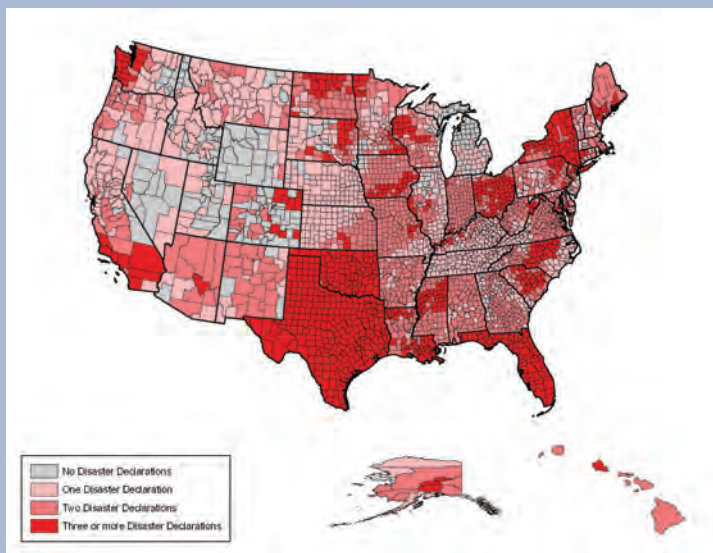 No Disaster Declarations
One Disaster Declaration
Two Disaster Declarations
Three or more Disaster Declarations